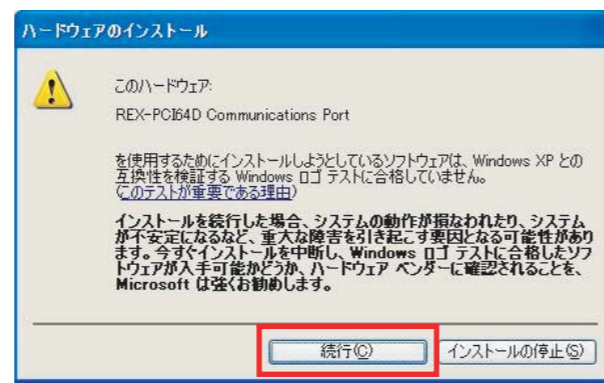 ハードウェアのインストール
このハードウェア:
REX-PCI64D Communications Port
を使用するためにインストールしようとしているソフトウェアは、Windows XP との
互換性を検証する Windows ロゴ テストに合格していません。
(このテストが重要である理由)
インストールを続行した場合、システムの動作が損なわれたり、システム
が不安定になるなど、重大な障害を引き起こす要因となる可能性があり
ます。今すぐインストールを中断し、Windows ロゴ テストに合格したソフ
トウェアが入手可能かどうか、ハードウェア ベンダーに確認されることを、
Microsoft は強くお勧めします。
続行(C)
インストールの停止(S)